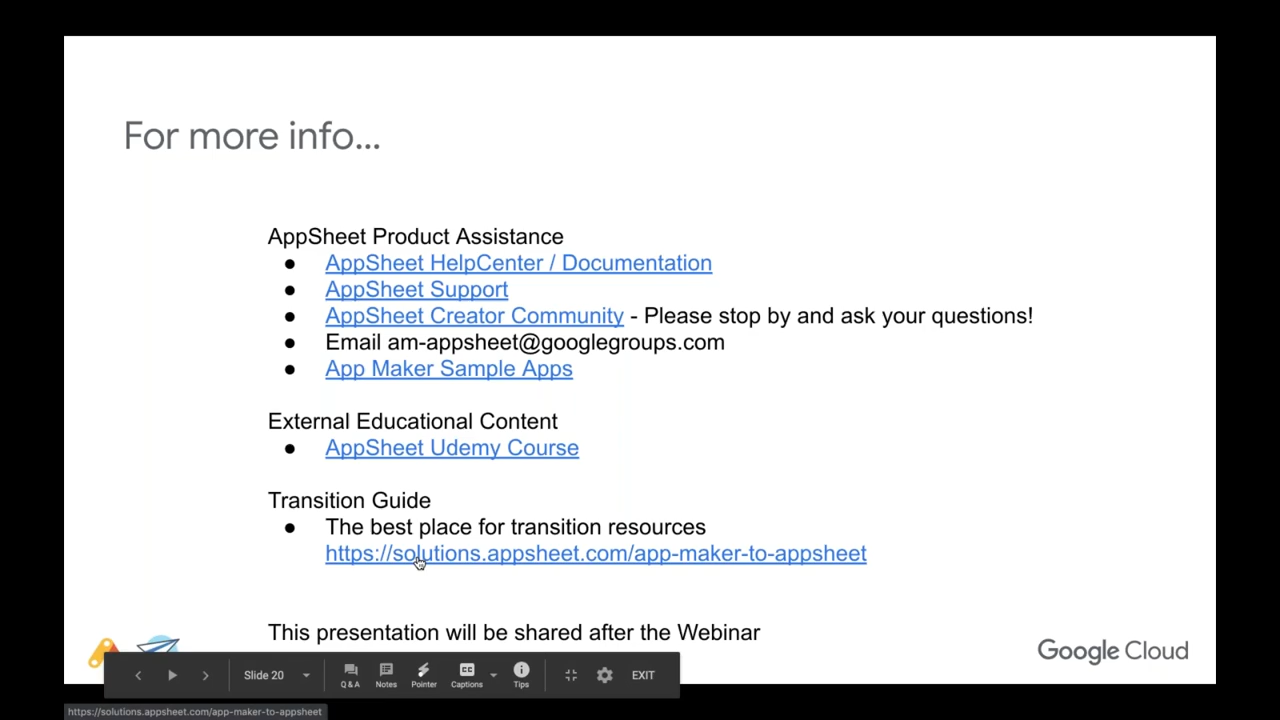 For more info...
AppSheet Product Assistance
● AppSheet HelpCenter / Documentation
● AppSheet Support
● AppSheet Creator Community - Please stop by and ask your questions!
● Email am-appsheet@googlegroups.com
● App Maker Sample Apps
External Educational Content
● AppSheet Udemy Course
Transition Guide
● The best place for transition resources
https://solutions.appsheet.com/app-maker-to-appsheet
This presentation will be shared after the Webinar
Google Cloud
Slide 20 Q & A Notes Pointer CC Captions Tips EXIT
https://solutions.appsheet.com/app-maker-to-appsheet